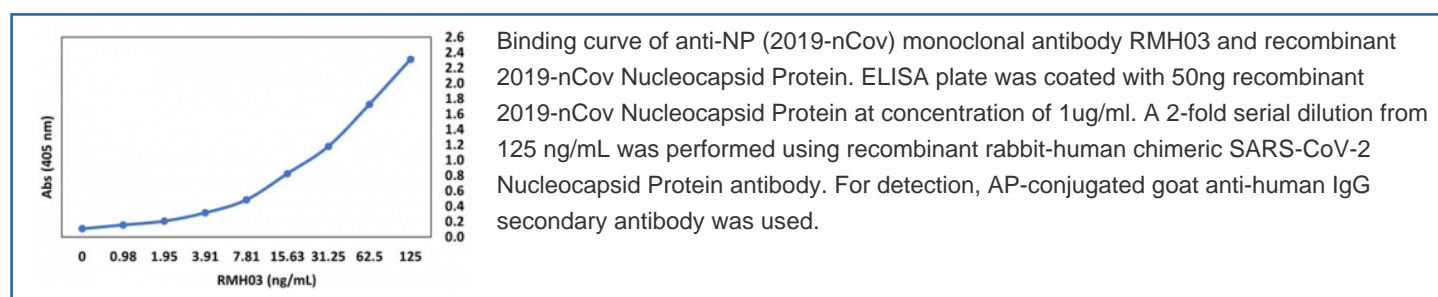 2.6
2.4
2.2
2.0
1.8
1.6
1.4
1.2
1.0
0.8
0.6
0.4
0.2
0.0
Abs (405 nm)
0 0.98 1.95 3.91 7.81 15.63 31.25 62.5 125
RMH03 (ng/mL)
Binding curve of anti-NP (2019-nCov) monoclonal antibody RMH03 and recombinant
2019-nCov Nucleocapsid Protein. ELISA plate was coated with 50ng recombinant
2019-nCov Nucleocapsid Protein at concentration of 1ug/ml. A 2-fold serial dilution from
125 ng/mL was performed using recombinant rabbit-human chimeric SARS-CoV-2
Nucleocapsid Protein antibody. For detection, AP-conjugated goat anti-human IgG
secondary antibody was used.